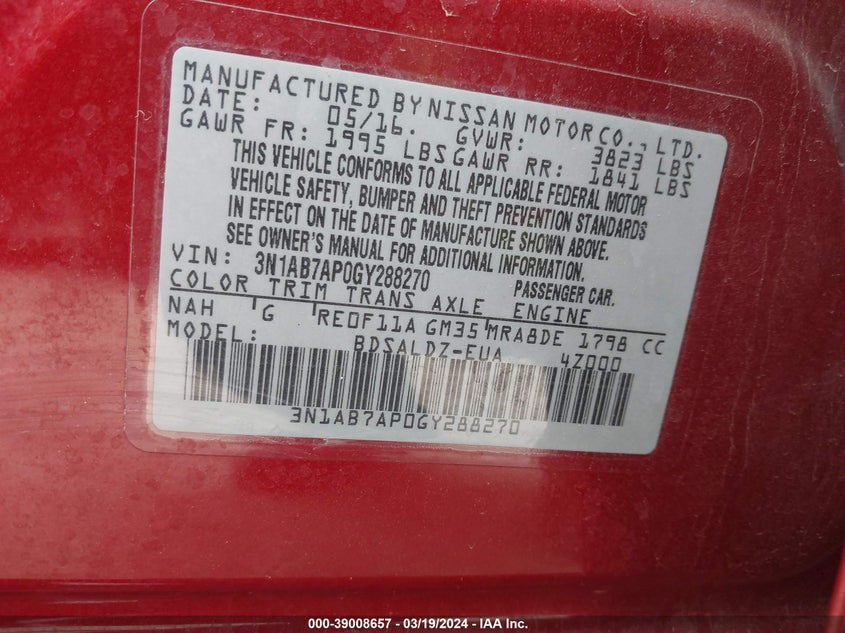 MANUFACTURED BY NISSAN MOTOR CO., LTD.
DATE: 05/16. GVWR: 3823 LBS
GAWR FR: 1995 LBS GAWR RR: 1841 LBS
THIS VEHICLE CONFORMS TO ALL APPLICABLE FEDERAL MOTOR
VEHICLE SAFETY, BUMPER AND THEFT PREVENTION STANDARDS
IN EFFECT ON THE DATE OF MANUFACTURE SHOWN ABOVE.
SEE OWNER'S MANUAL FOR ADDITIONAL INFORMATION.
VIN: 3N1AB7AP0GY288270 PASSENGER CAR.
COLOR TRIM TRANS AXLE ENGINE
NAH G RE0F11A GM35 MRA8DE 1798 CC
MODEL: BDSALDZ-EUA 4Z000
3N1AB7AP0GY288270
000-39008657 - 03/19/2024 - IAA Inc.